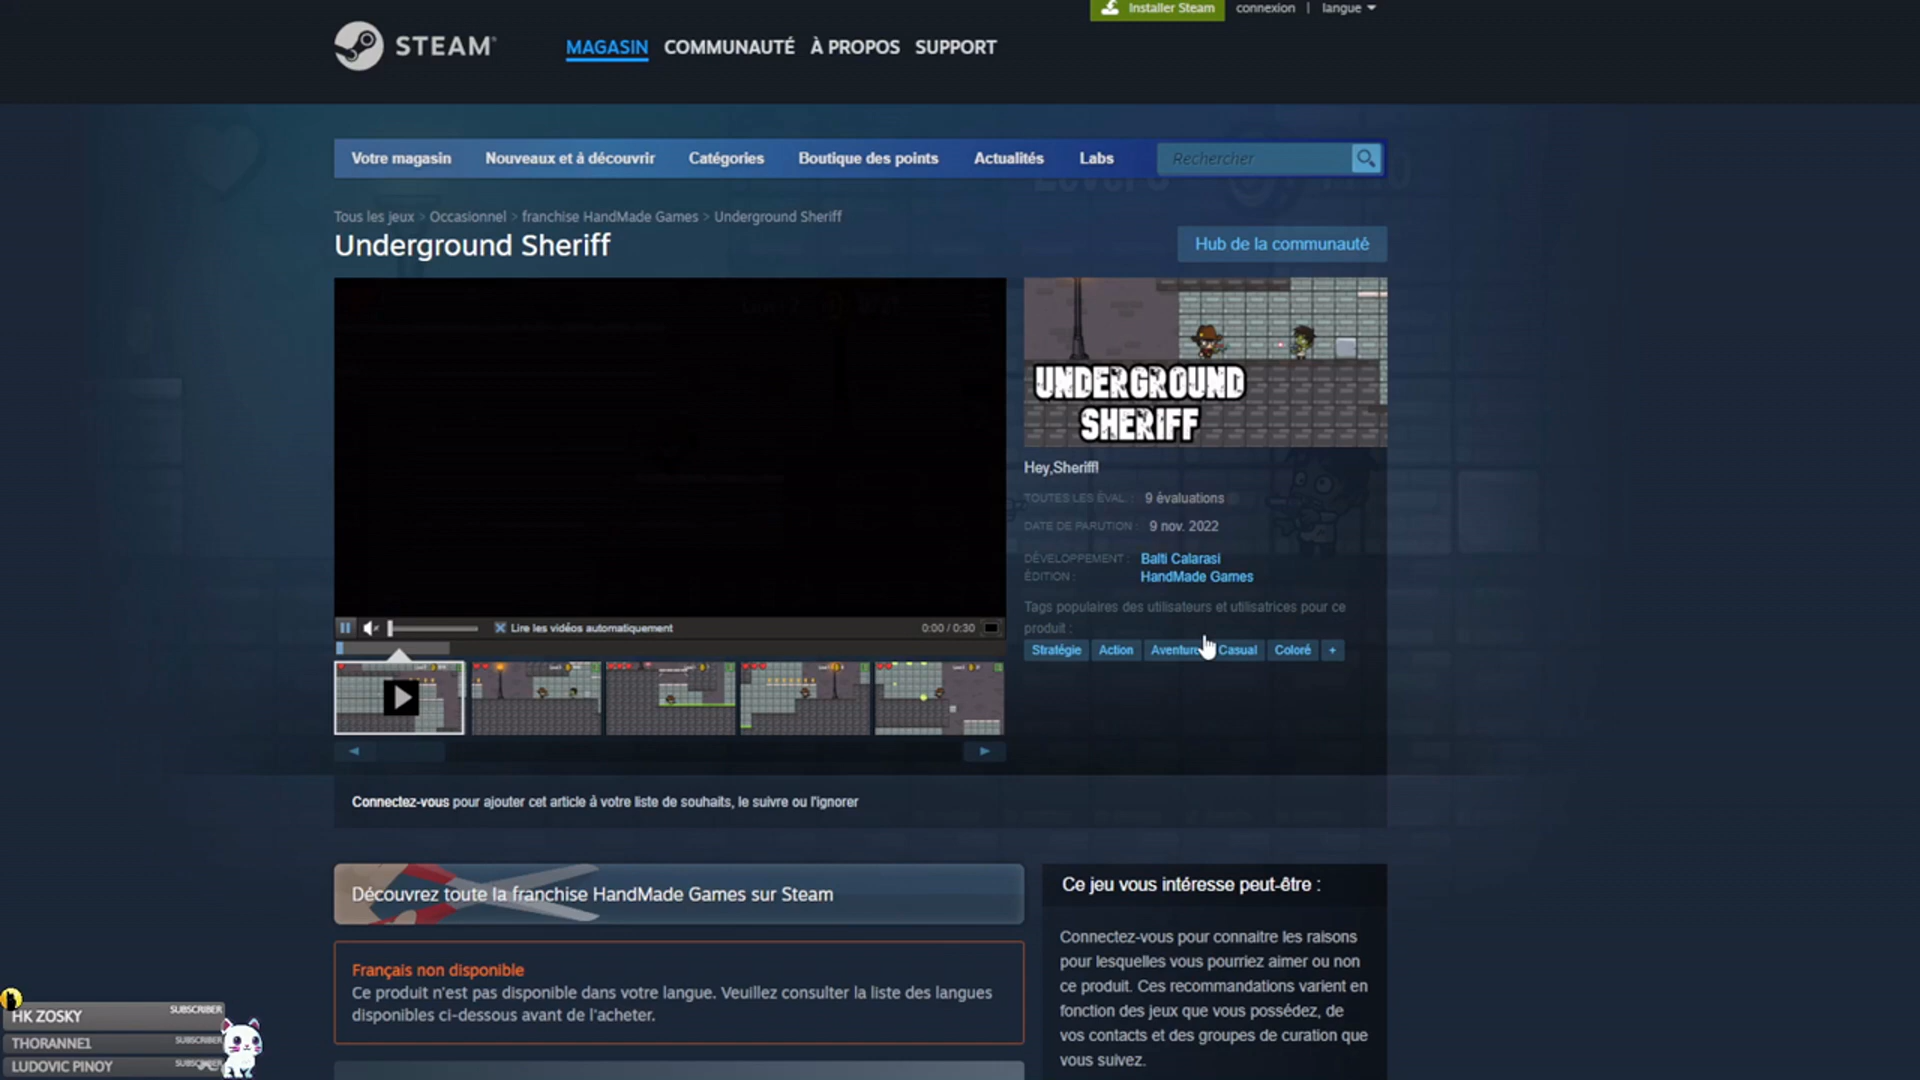 Installer Steam connexion | langue
STEAM
MAGASIN COMMUNAUTÉ À PROPOS SUPPORT
Votre magasin Nouveaux et à découvrir Catégories Boutique des points Actualités Labs Rechercher
Tous les jeux > Occasionnel > franchise HandMade Games > Underground Sheriff
Underground Sheriff
Hub de la communauté
UNDERGROUND
SHERIFF
Hey,Sheriff!
TOUTES LES ÉVAL. : 9 évaluations
DATE DE PARUTION : 9 nov. 2022
DÉVELOPPEMENT : Balti Calarasi
ÉDITION : HandMade Games
Tags populaires des utilisateurs et utilisatrices pour ce
produit :
Stratégie Action Aventure Casual Coloré +
Lire les vidéos automatiquement 0:00 / 0:30
Connectez-vous pour ajouter cet article à votre liste de souhaits, le suivre ou l'ignorer
Découvrez toute la franchise HandMade Games sur Steam
Français non disponible
Ce produit n'est pas disponible dans votre langue. Veuillez consulter la liste des langues
disponibles ci-dessous avant de l'acheter.
Ce jeu vous intéresse peut-être :
Connectez-vous pour connaitre les raisons
pour lesquelles vous pourriez aimer ou non
ce produit. Ces recommandations varient en
fonction des jeux que vous possédez, de
vos contacts et des groupes de curation que
vous suivez.
HK ZOSKY SUBSCRIBER
THORANNE1 SUBSCRIBER
LUDOVIC PINOY